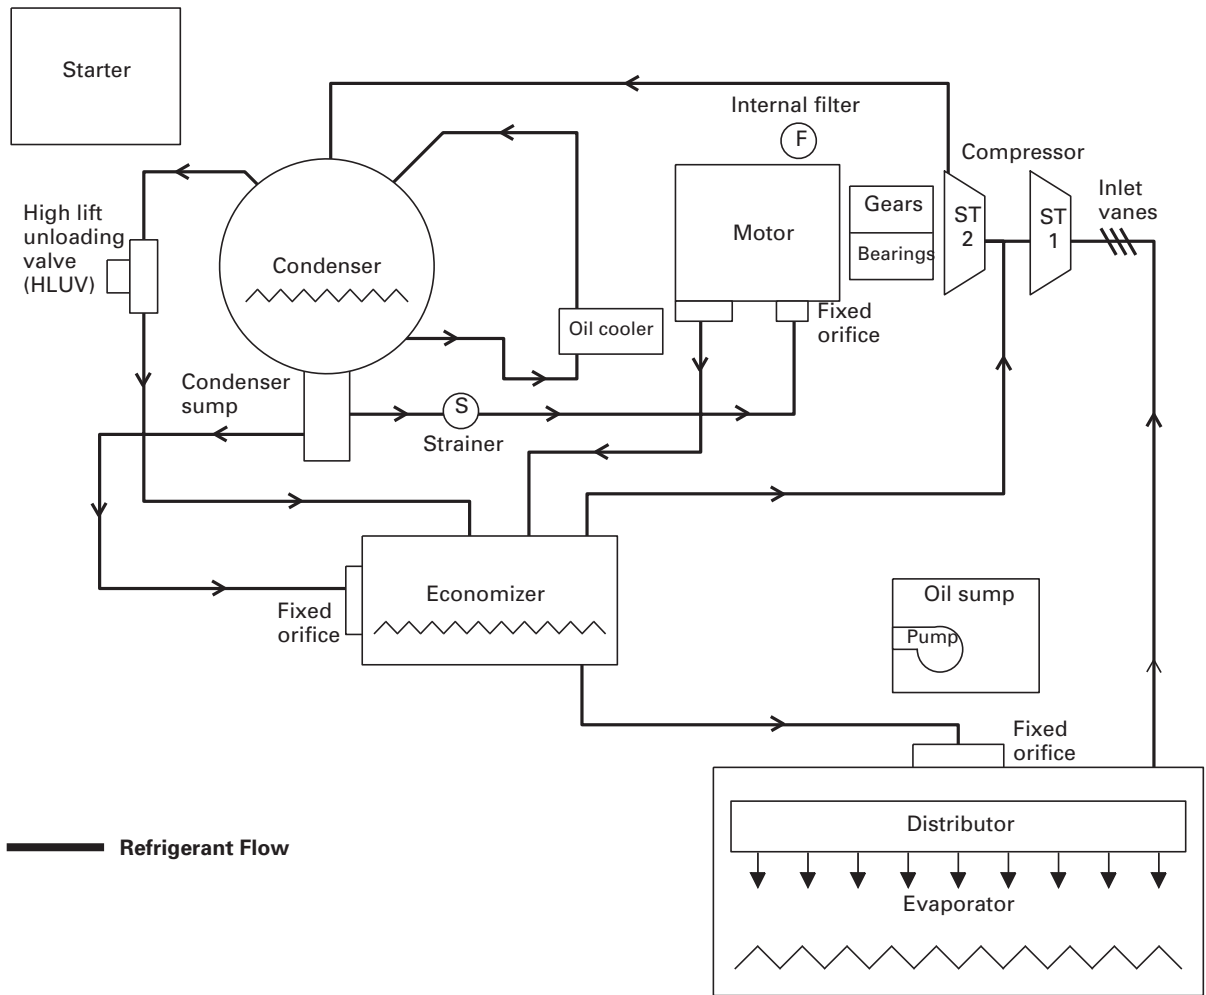 Starter
Internal filter
F
Compressor
Gears
Bearings
ST
2
ST
1
Inlet
vanes
Motor
High lift
unloading
valve
(HLUV)
Condenser
Oil cooler
Fixed
orifice
Condenser
sump
S
Strainer
Economizer
Fixed
orifice
Oil sump
Pump
Fixed
orifice
Distributor
Evaporator
Refrigerant Flow